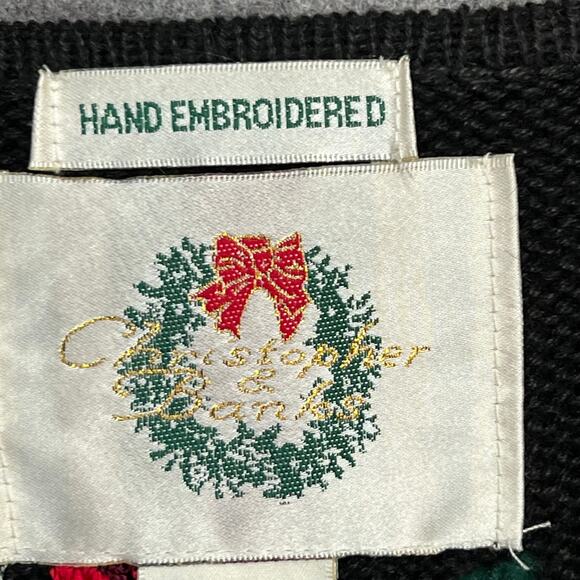 HAND EMBROIDERED
Christopher
&
Banks